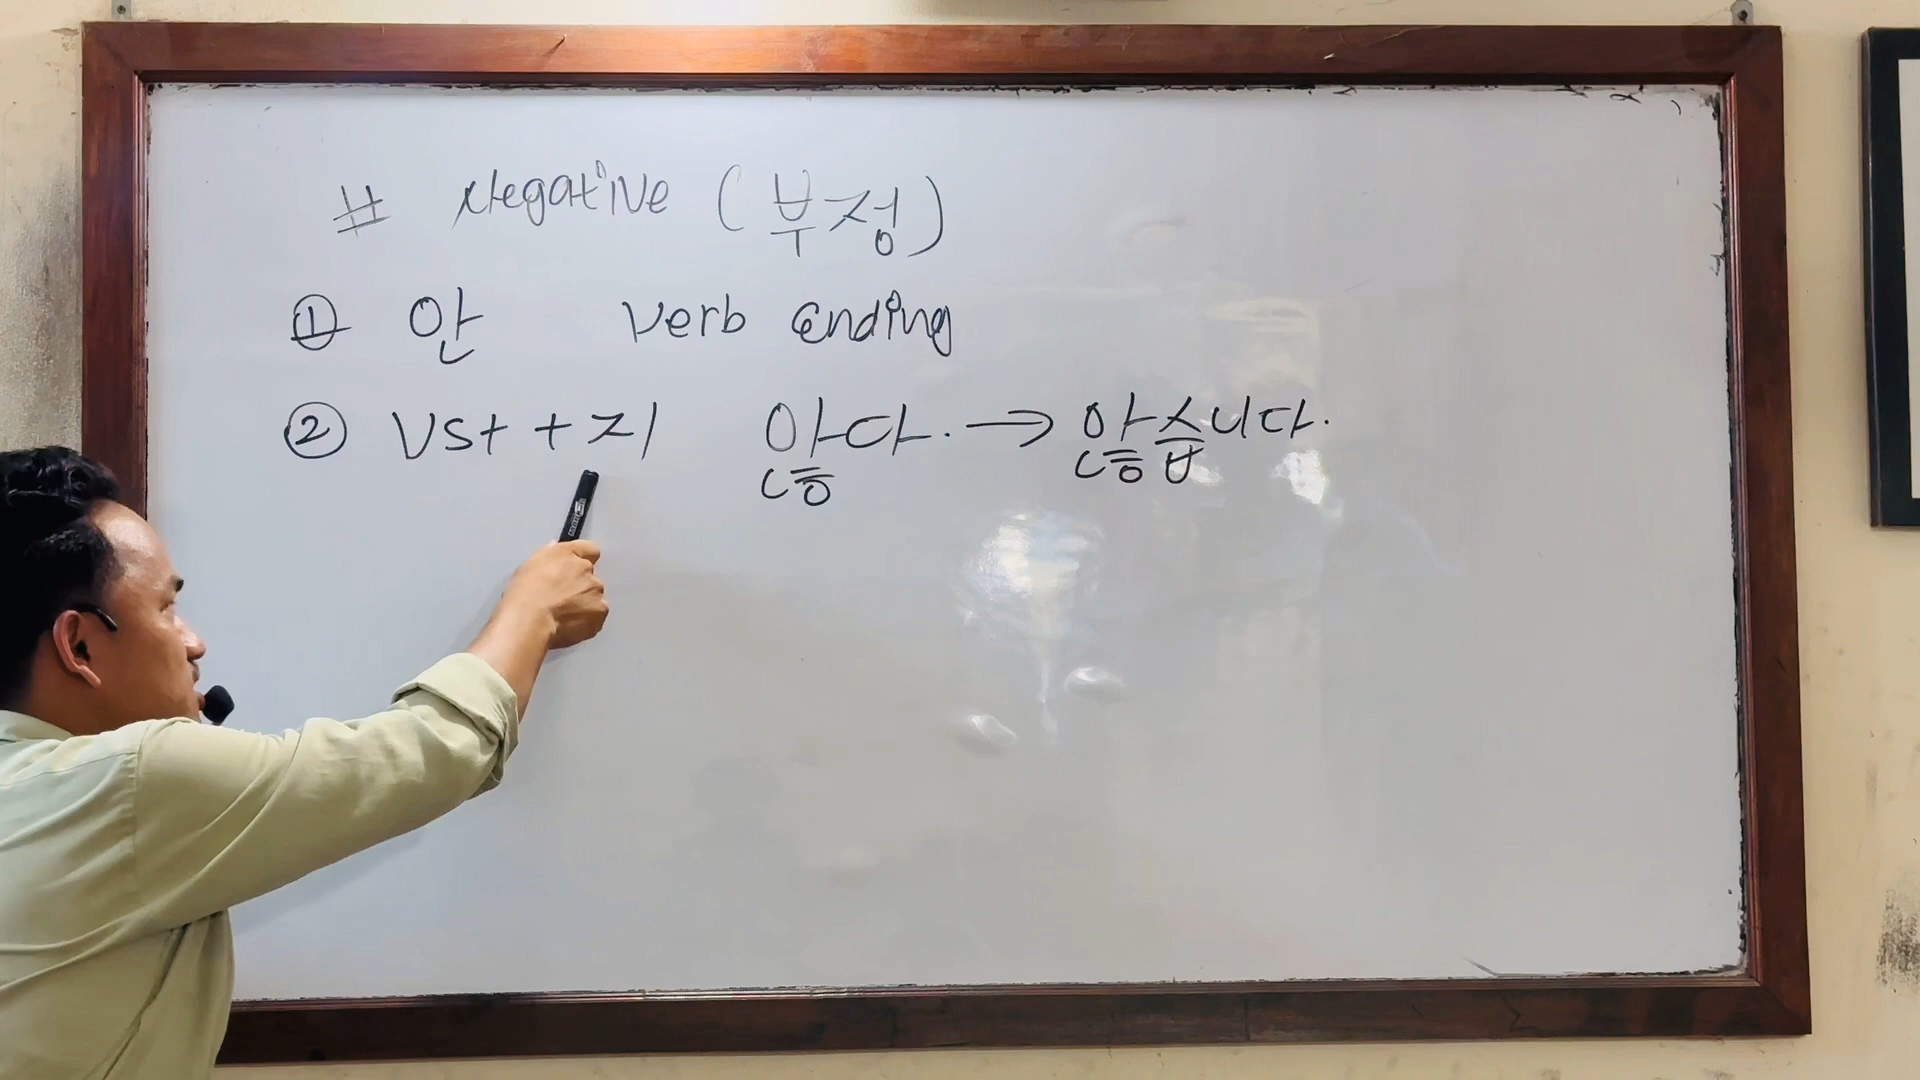 # Negative (부정)
① 안 Verb ending
② Vst + 지 않다. → 않습니다.